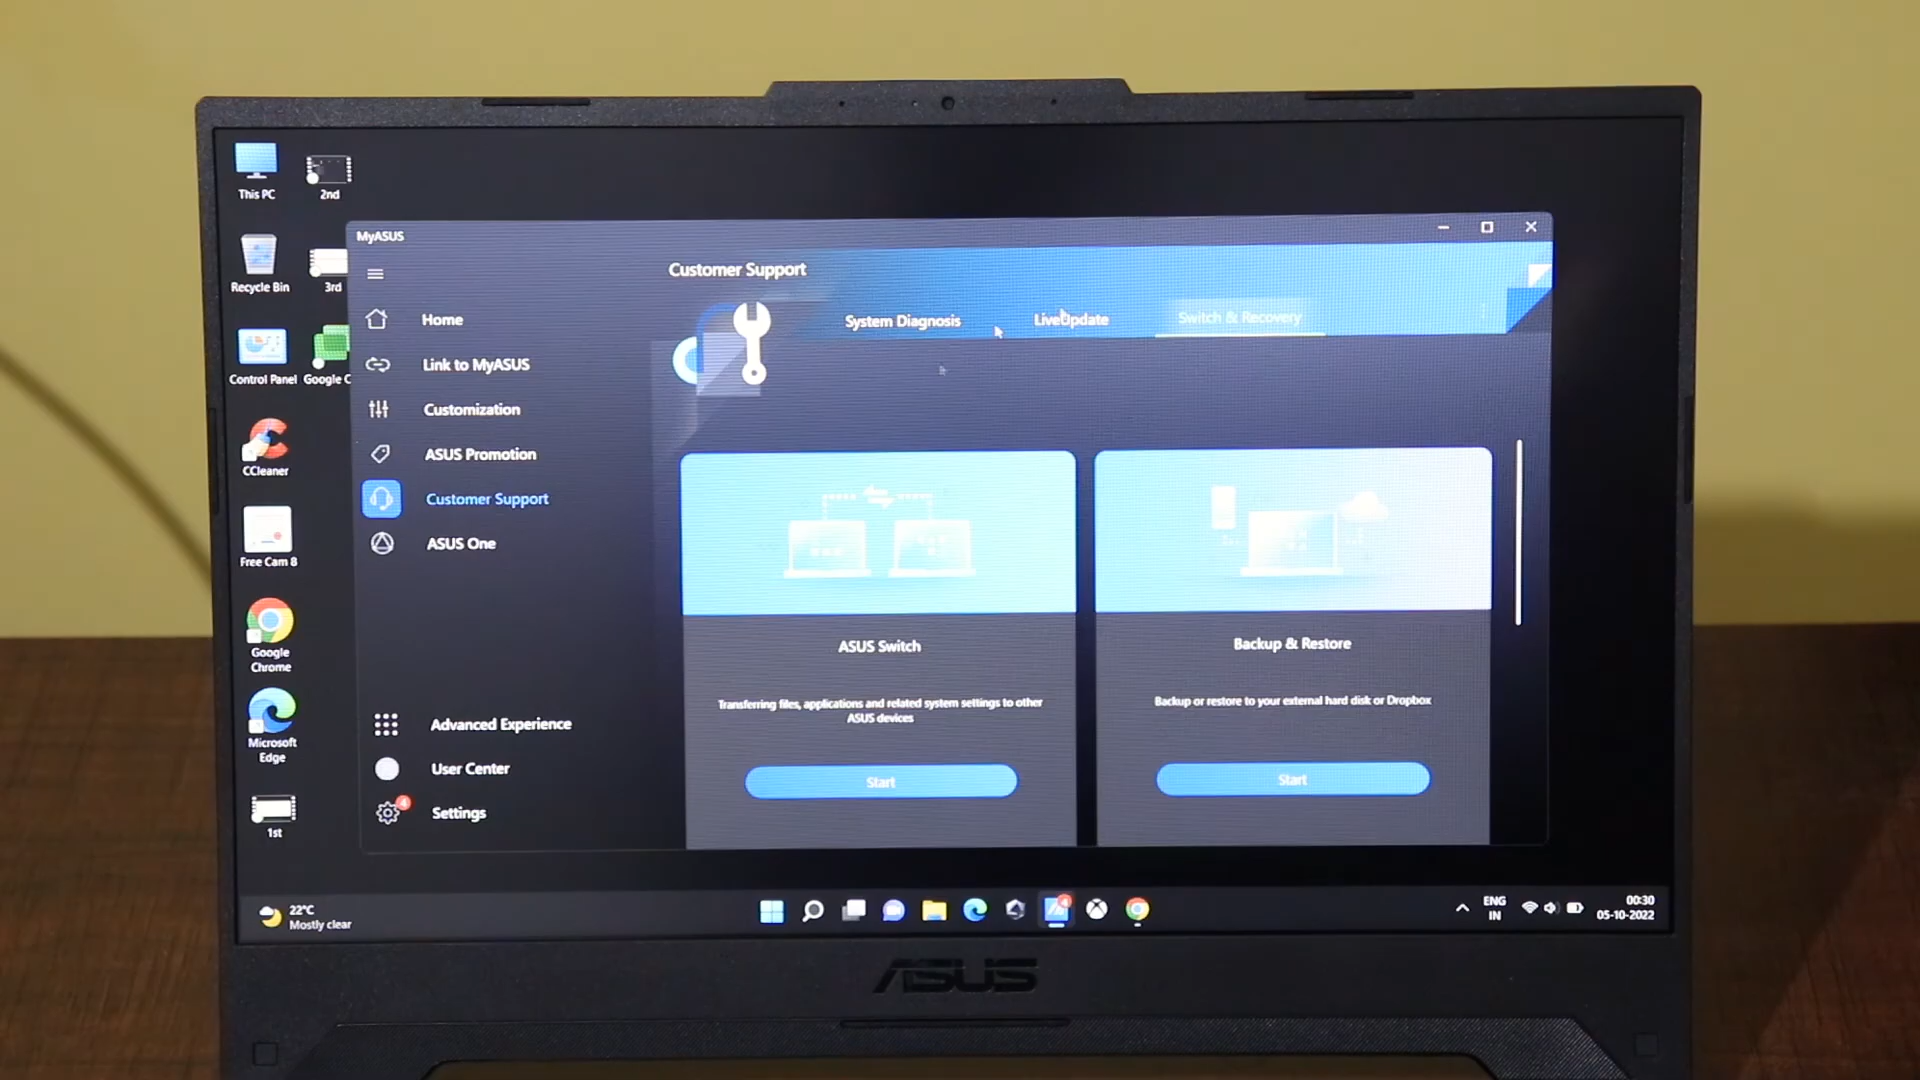 This PC
2nd
Recycle Bin
3rd
Control Panel
Google C
CCleaner
Free Cam 8
Google
Chrome
Microsoft
Edge
1st
MyASUS
Home
Link to MyASUS
Customization
ASUS Promotion
Customer Support
ASUS One
Advanced Experience
User Center
4
Settings
Customer Support
System Diagnosis
LiveUpdate
Switch & Recovery
ASUS Switch
Transferring files, applications and related system settings to other
ASUS devices
Start
Backup & Restore
Backup or restore to your external hard disk or Dropbox
Start
22°C
Mostly clear
4
ENG
IN
00:30
05-10-2022
ASUS